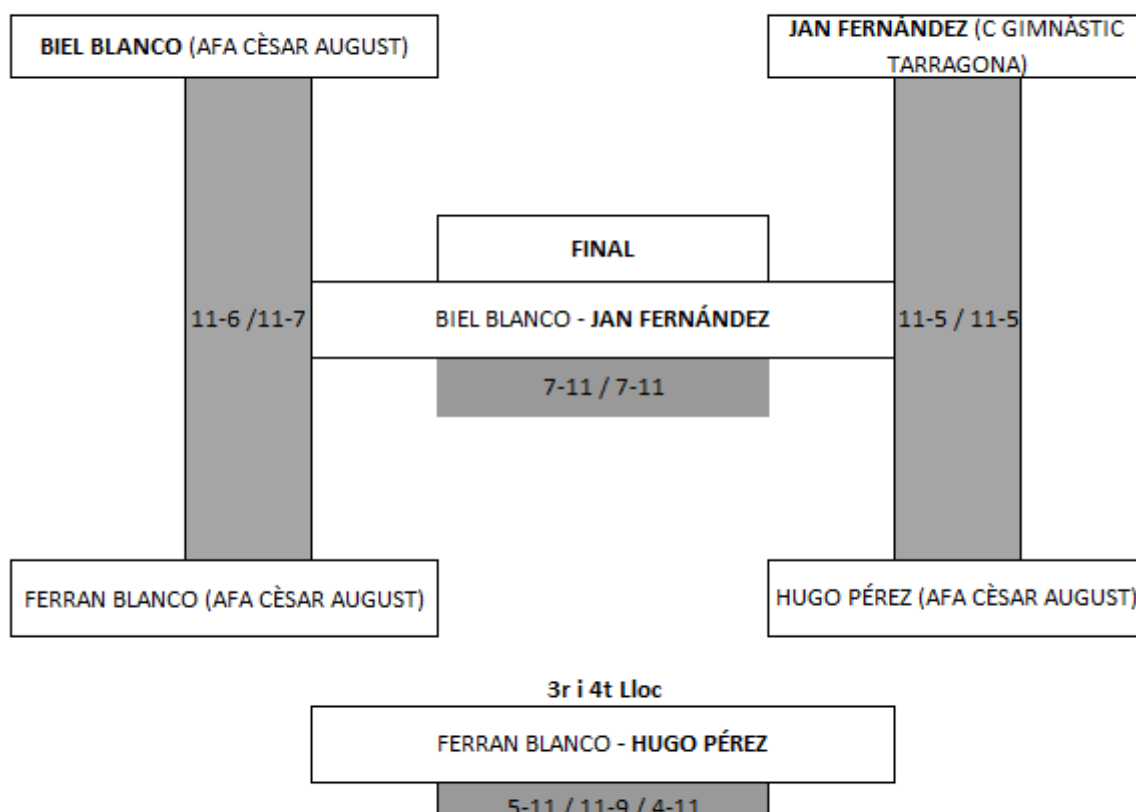 BIEL BLANCO (AFA CÈSAR AUGUST)
JAN FERNÁNDEZ (C GIMNÀSTIC
TARRAGONA)
FINAL
11-6 /11-7
BIEL BLANCO - JAN FERNÁNDEZ
11-5 / 11-5
7-11 / 7-11
FERRAN BLANCO (AFA CÈSAR AUGUST)
HUGO PÉREZ (AFA CÈSAR AUGUST)
3r i 4t Lloc
FERRAN BLANCO - HUGO PÉREZ
5-11 / 11-9 / 4-11